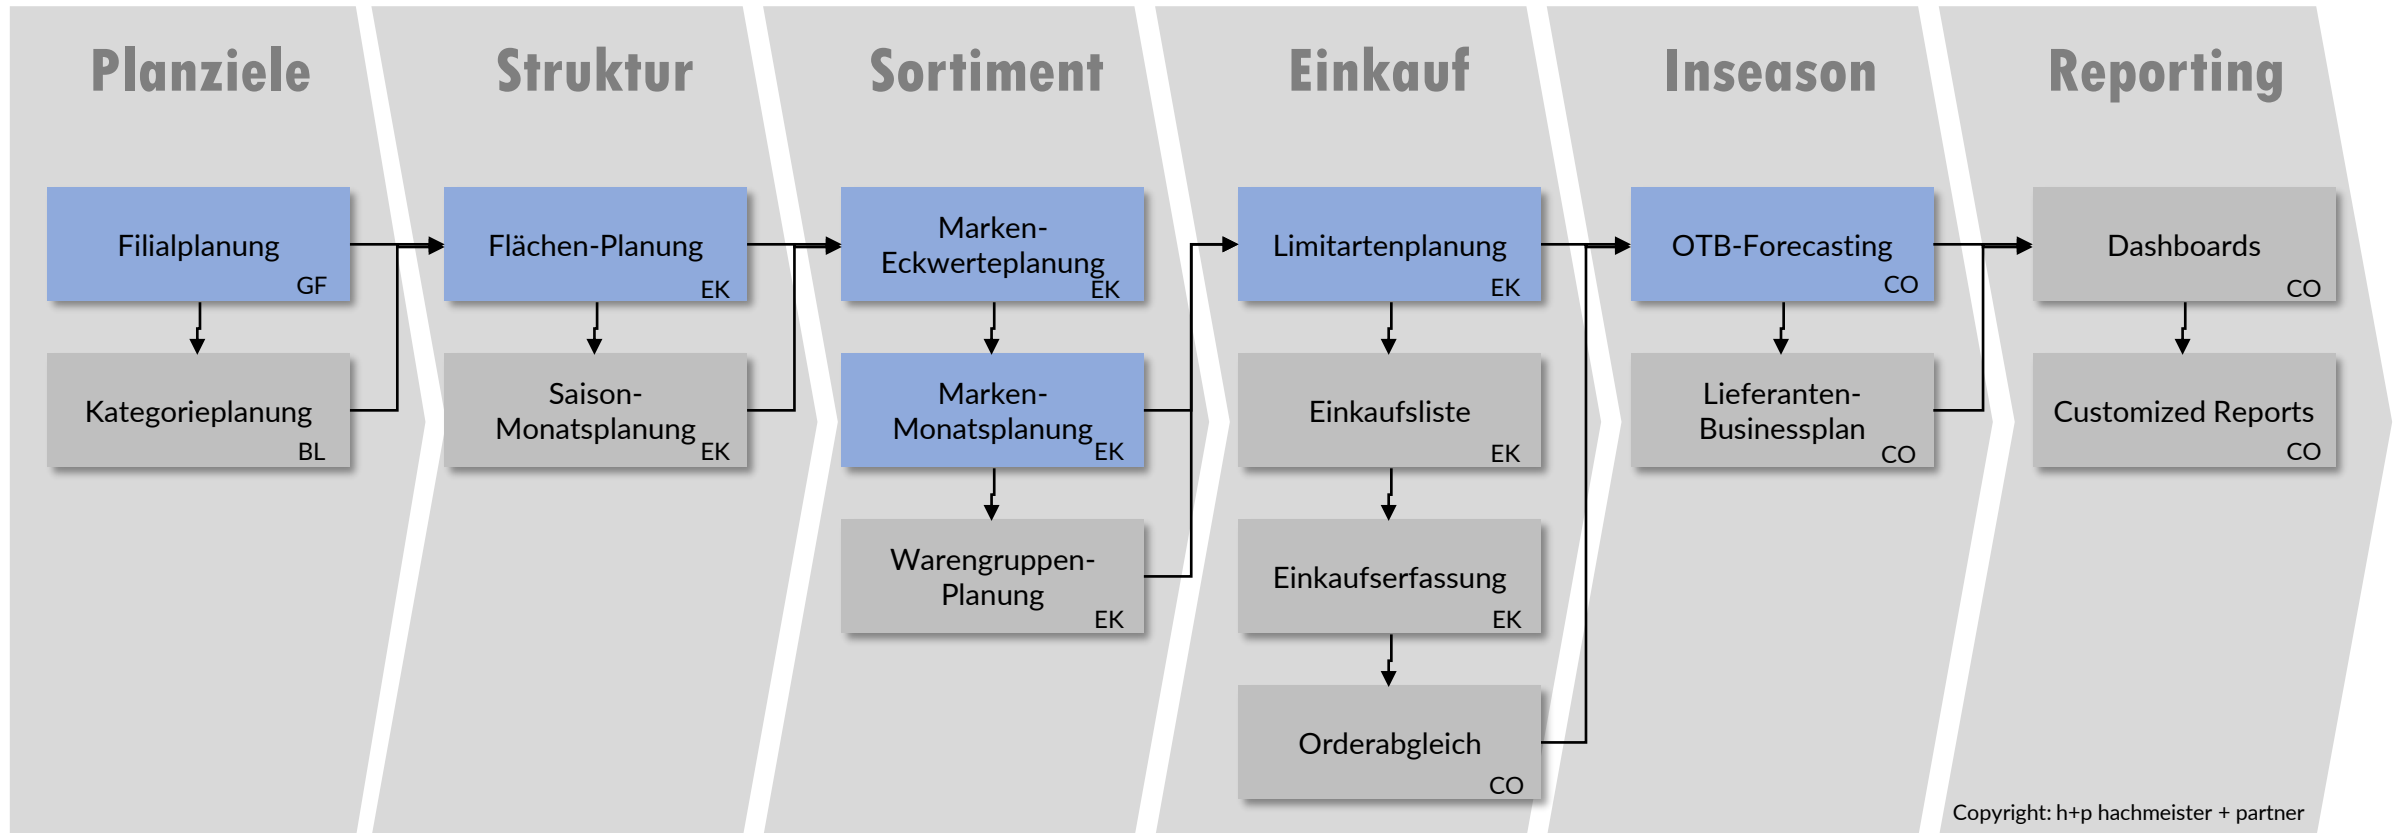 Planziele
Struktur
Sortiment
Einkauf
Inseason
Reporting
Filialplanung
GF
Kategorieplanung
BL
Flächen-Planung
EK
Saison-
Monatsplanung
EK
Marken-
Eckwerteplanung
EK
Marken-
Monatsplanung
EK
Warengruppen-
Planung
EK
Limitartenplanung
EK
Einkaufsliste
EK
Einkaufserfassung
EK
Orderabgleich
CO
OTB-Forecasting
CO
Lieferanten-
Businessplan
CO
Dashboards
CO
Customized Reports
CO
Copyright: h+p hachmeister + partner